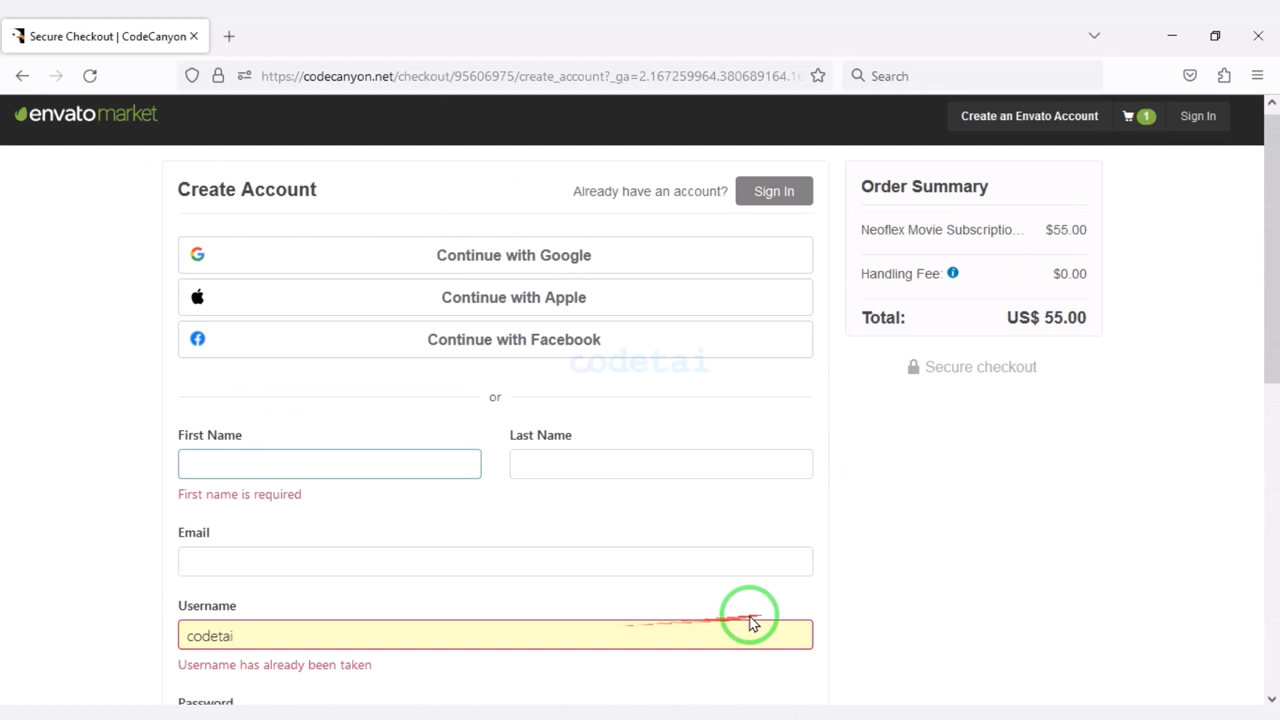 Secure Checkout | CodeCanyon
https://codecanyon.net/checkout/95606975/create_account?_ga=2.167259964.380689164.1
Search
envato market
Create an Envato Account
1
Sign In
Create Account
Already have an account?
Sign In
Continue with Google
Continue with Apple
Continue with Facebook
codetai
or
First Name
Last Name
First name is required
Email
Username
codetai
Username has already been taken
Password
Order Summary
Neoflex Movie Subscriptio... $55.00
Handling Fee: $0.00
Total: US$ 55.00
Secure checkout